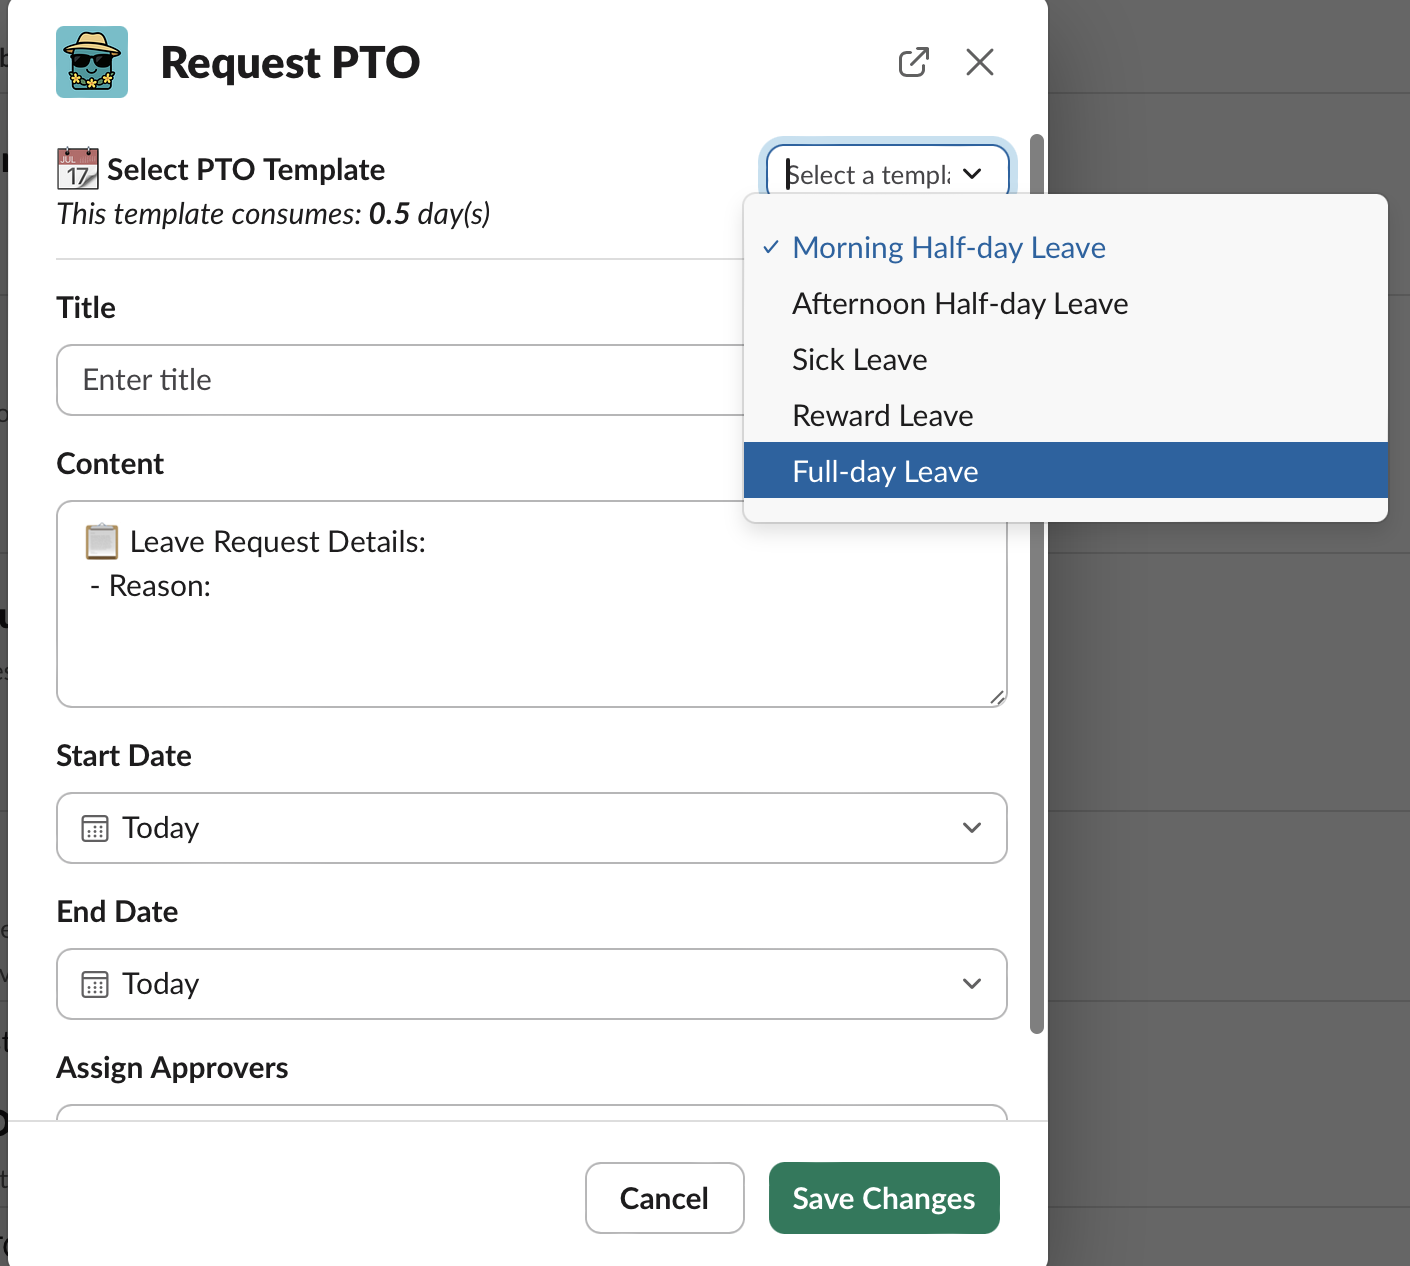 Request PTO
JUL
17
Select PTO Template
Select a templ
This template consumes: 0.5 day(s)
Morning Half-day Leave
Afternoon Half-day Leave
Sick Leave
Reward Leave
Full-day Leave
Title
Enter title
Content
Leave Request Details:
- Reason:
Start Date
Today
End Date
Today
Assign Approvers
Cancel
Save Changes